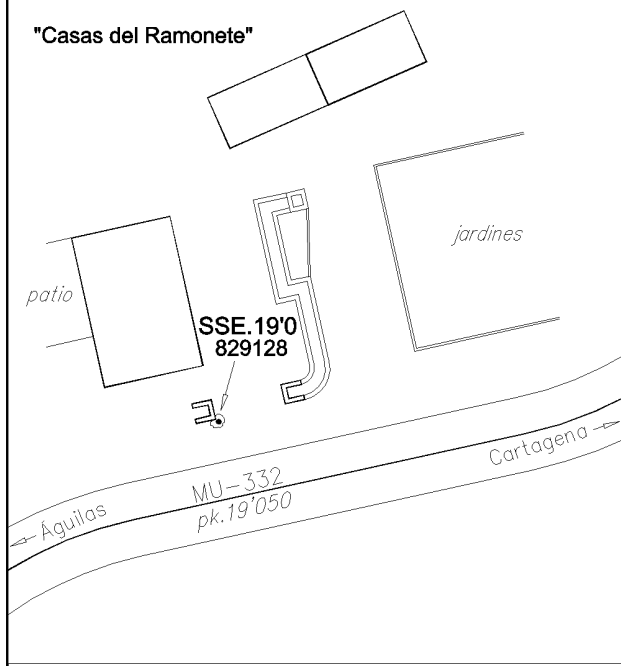 "Casas del Ramonete"
jardines
patio
SSE.19'0
829128
Cartagena
MU-332
pk.19'050
Águilas